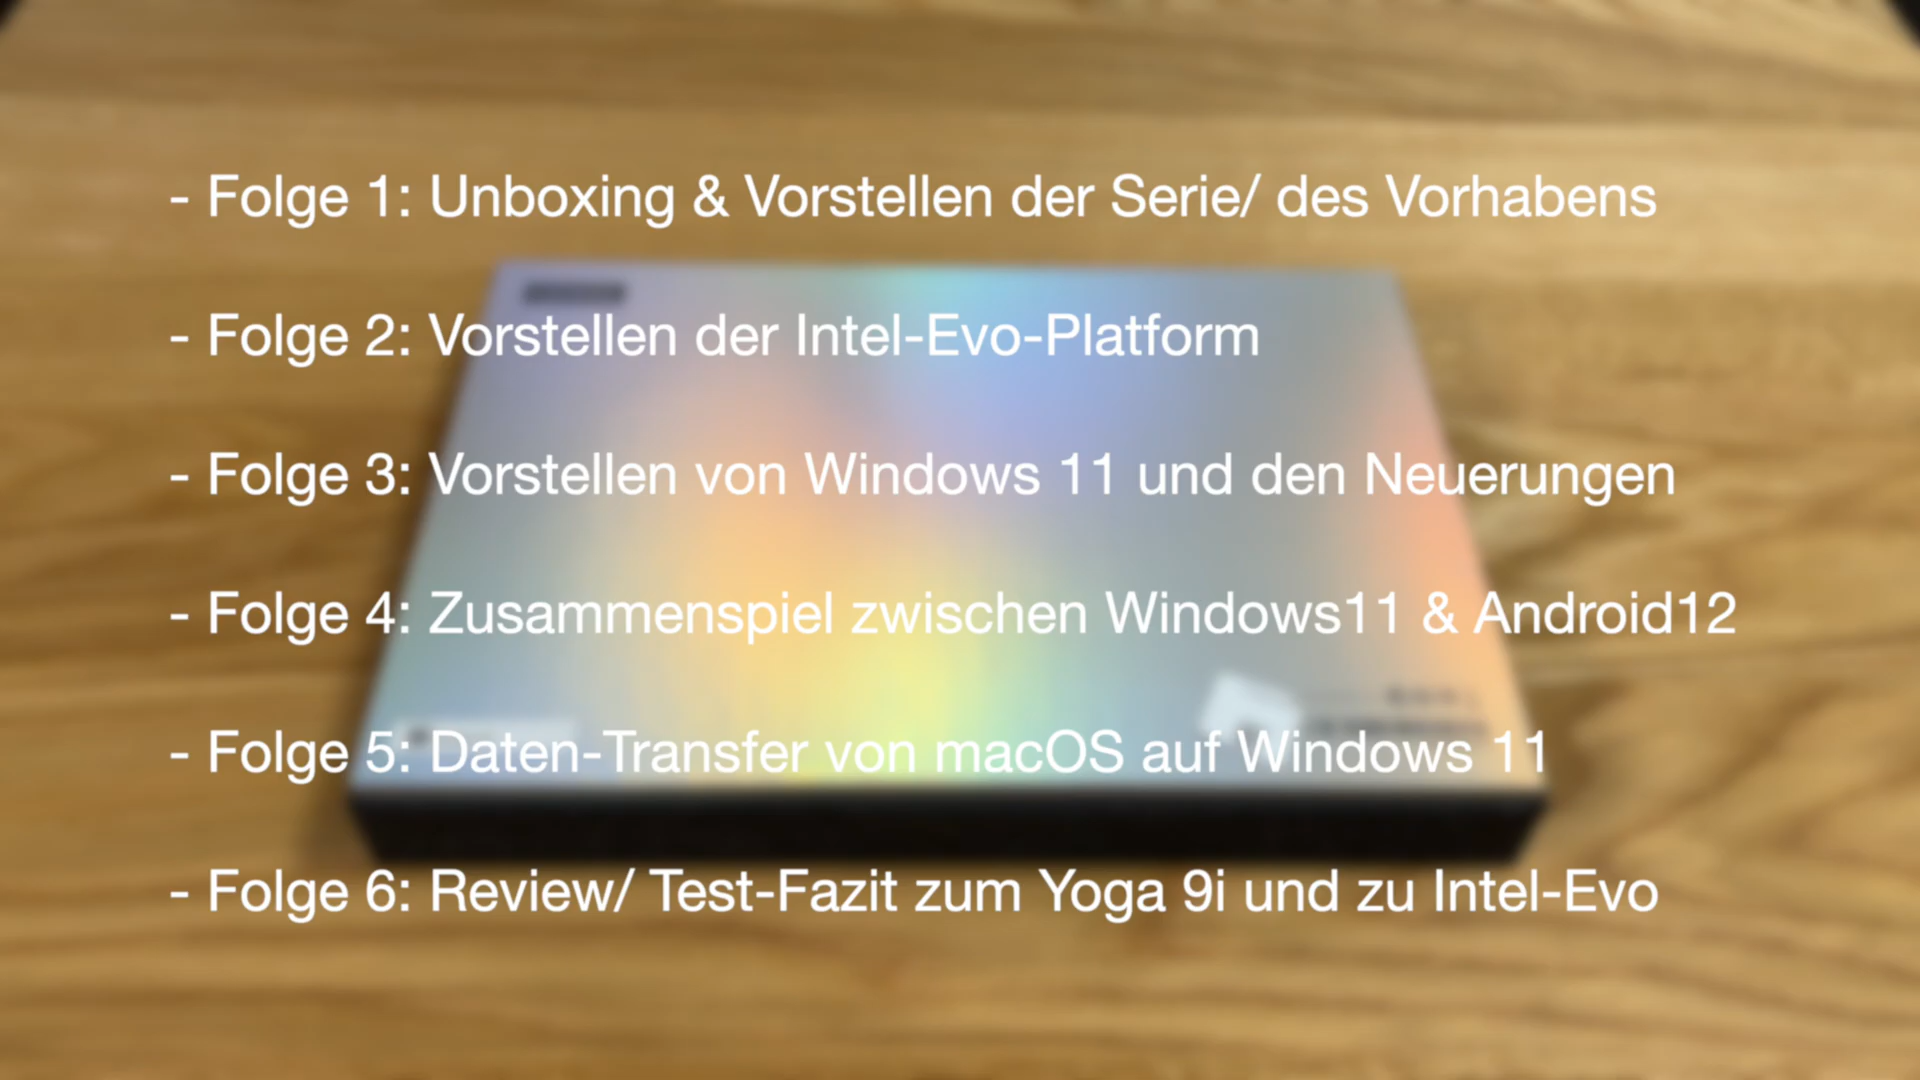 - Folge 1: Unboxing & Vorstellen der Serie/ des Vorhabens
- Folge 2: Vorstellen der Intel-Evo-Platform
- Folge 3: Vorstellen von Windows 11 und den Neuerungen
- Folge 4: Zusammenspiel zwischen Windows11 & Android12
- Folge 5: Daten-Transfer von macOS auf Windows 11
- Folge 6: Review/ Test-Fazit zum Yoga 9i und zu Intel-Evo